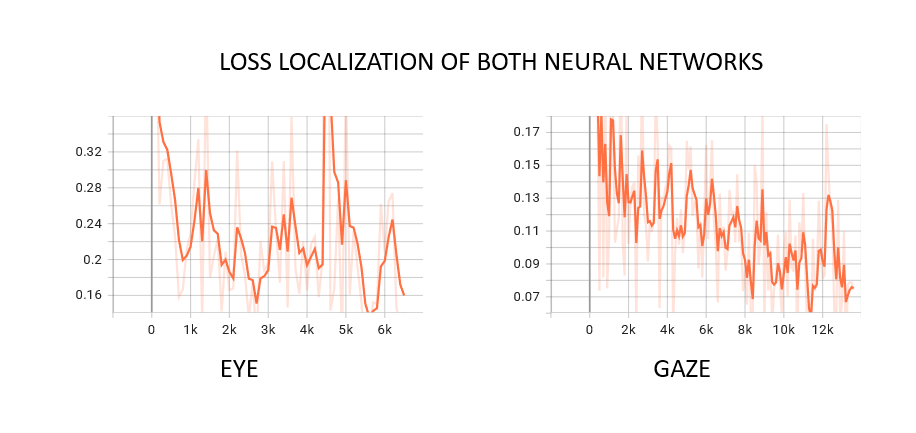 LOSS LOCALIZATION OF BOTH NEURAL NETWORKS
0.32
0.28
0.24
0.2
0.16
0 1k 2k 3k 4k 5k 6k
EYE
0.17
0.15
0.13
0.11
0.09
0.07
0 2k 4k 6k 8k 10k 12k
GAZE